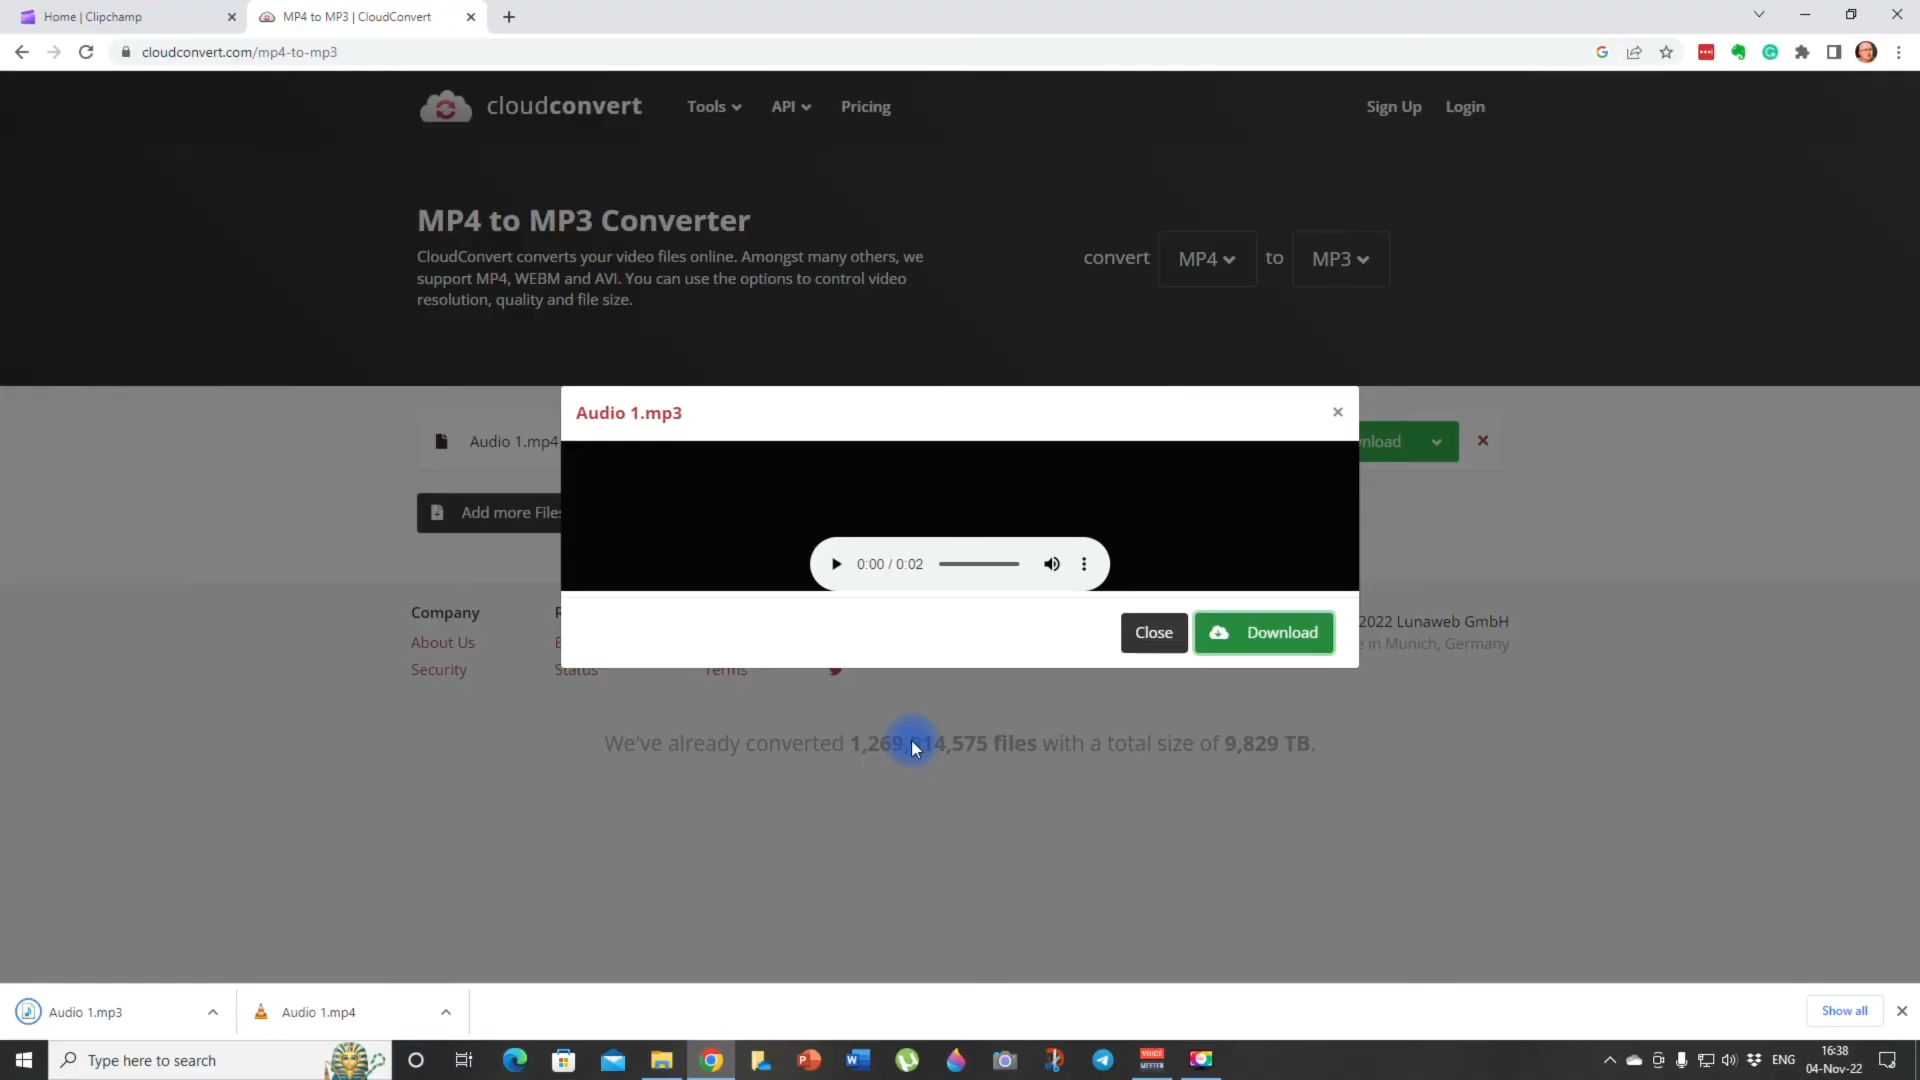 Home | Clipchamp
MP4 to MP3 | CloudConvert
cloudconvert.com/mp4-to-mp3
cloudconvert
Tools
API
Pricing
Sign Up
Login
MP4 to MP3 Converter
CloudConvert converts your video files online. Amongst many others, we
support MP4, WEBM and AVI. You can use the options to control video
resolution, quality and file size.
convert
MP4
to
MP3
Audio 1.mp3
Audio 1.mp4
nload
Add more Files
0:00 / 0:02
Close
Download
Company
About Us
Security
Status
Terms
2022 Lunaweb GmbH
in Munich, Germany
We've already converted files with a total size of 9,829 TB.
Audio 1.mp3
Audio 1.mp4
Show all
Type here to search
VOICE
ENG
16:38
04-Nov-22